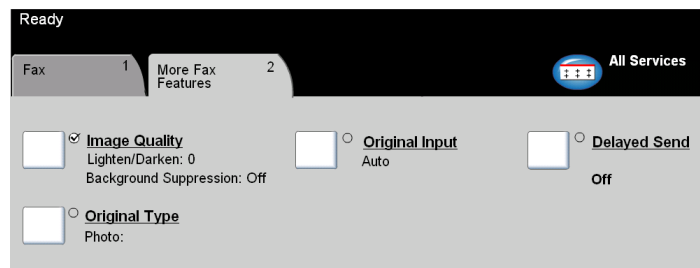 Ready
Fax 1
More Fax Features 2
All Services
Image Quality
Lighten/Darken: 0
Background Suppression: Off
Original Input
Auto
Delayed Send
Off
Original Type
Photo: